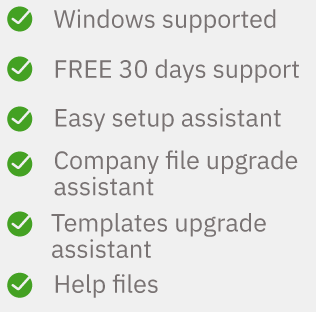 Windows supported
FREE 30 days support
Easy setup assistant
Company file upgrade
assistant
Templates upgrade
assistant
Help files